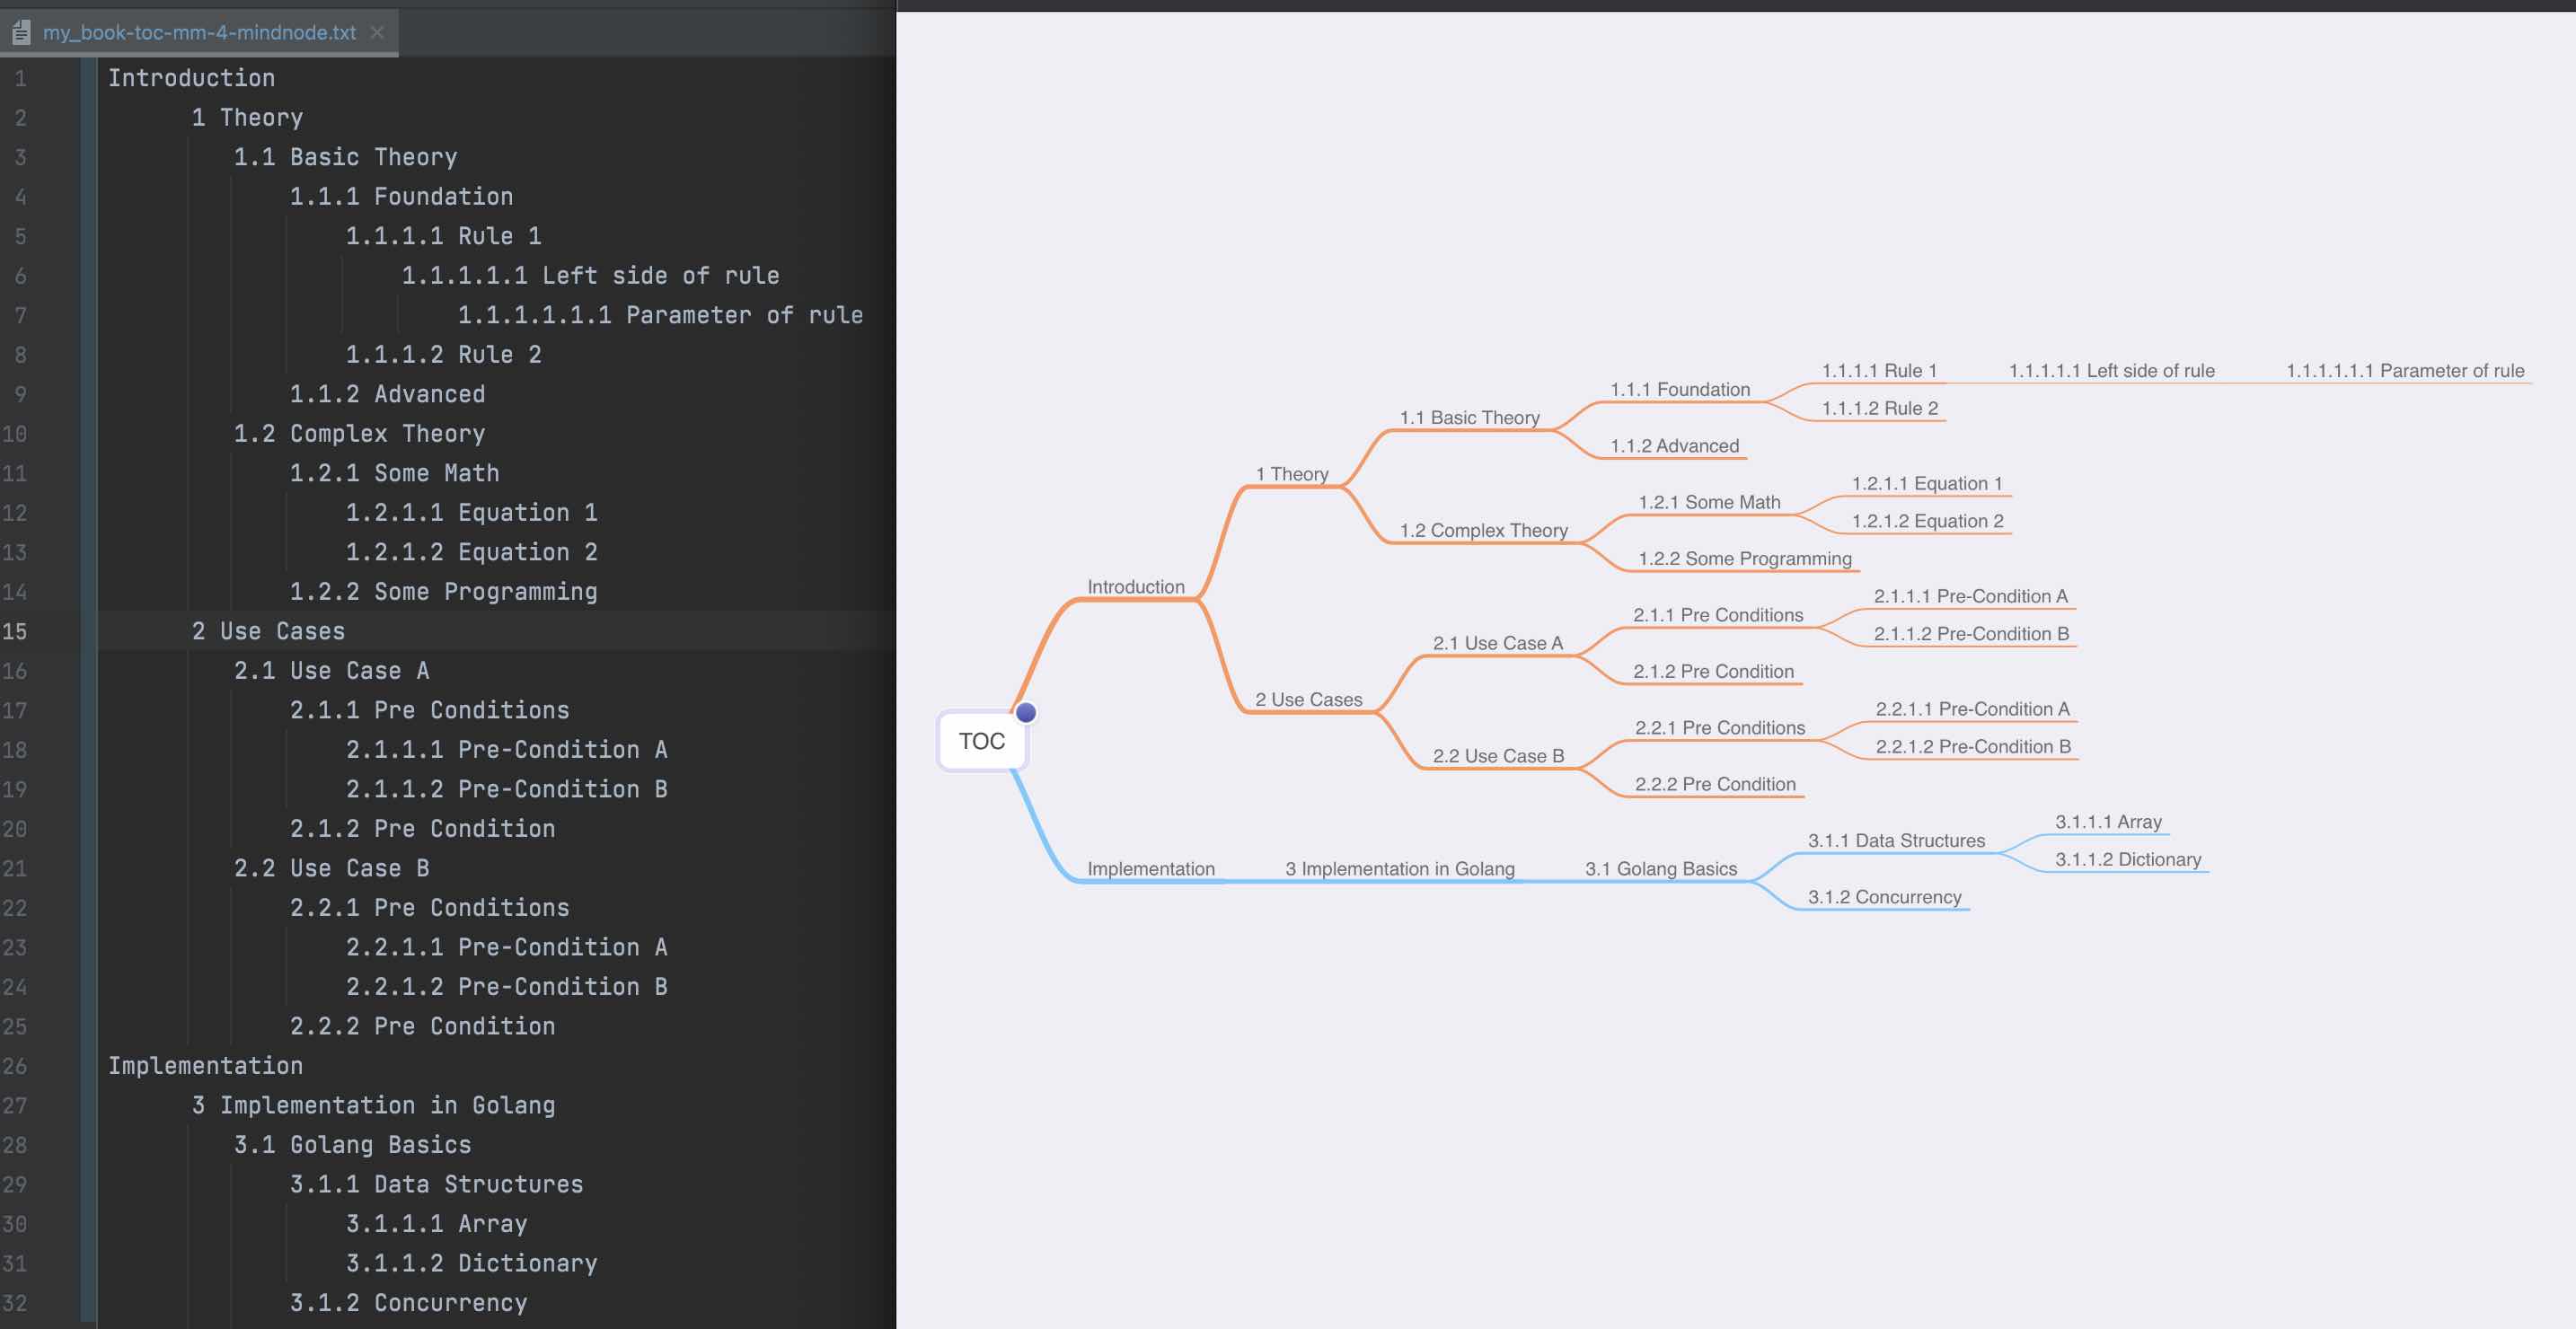 my_book-toc-mm-4-mindnode.txt
1 Introduction
2 1 Theory
3 1.1 Basic Theory
4 1.1.1 Foundation
5 1.1.1.1 Rule 1
6 1.1.1.1.1 Left side of rule
7 1.1.1.1.1.1 Parameter of rule
8 1.1.1.2 Rule 2
9 1.1.2 Advanced
10 1.2 Complex Theory
11 1.2.1 Some Math
12 1.2.1.1 Equation 1
13 1.2.1.2 Equation 2
14 1.2.2 Some Programming
15 2 Use Cases
16 2.1 Use Case A
17 2.1.1 Pre Conditions
18 2.1.1.1 Pre-Condition A
19 2.1.1.2 Pre-Condition B
20 2.1.2 Pre Condition
21 2.2 Use Case B
22 2.2.1 Pre Conditions
23 2.2.1.1 Pre-Condition A
24 2.2.1.2 Pre-Condition B
25 2.2.2 Pre Condition
26 Implementation
27 3 Implementation in Golang
28 3.1 Golang Basics
29 3.1.1 Data Structures
30 3.1.1.1 Array
31 3.1.1.2 Dictionary
32 3.1.2 Concurrency
TOC
Introduction
1 Theory
1.1 Basic Theory
1.1.1 Foundation
1.1.1.1 Rule 1
1.1.1.1.1 Left side of rule
1.1.1.1.1.1 Parameter of rule
1.1.1.2 Rule 2
1.1.2 Advanced
1.2 Complex Theory
1.2.1 Some Math
1.2.1.1 Equation 1
1.2.1.2 Equation 2
1.2.2 Some Programming
2 Use Cases
2.1 Use Case A
2.1.1 Pre Conditions
2.1.1.1 Pre-Condition A
2.1.1.2 Pre-Condition B
2.1.2 Pre Condition
2.2 Use Case B
2.2.1 Pre Conditions
2.2.1.1 Pre-Condition A
2.2.1.2 Pre-Condition B
2.2.2 Pre Condition
Implementation
3 Implementation in Golang
3.1 Golang Basics
3.1.1 Data Structures
3.1.1.1 Array
3.1.1.2 Dictionary
3.1.2 Concurrency